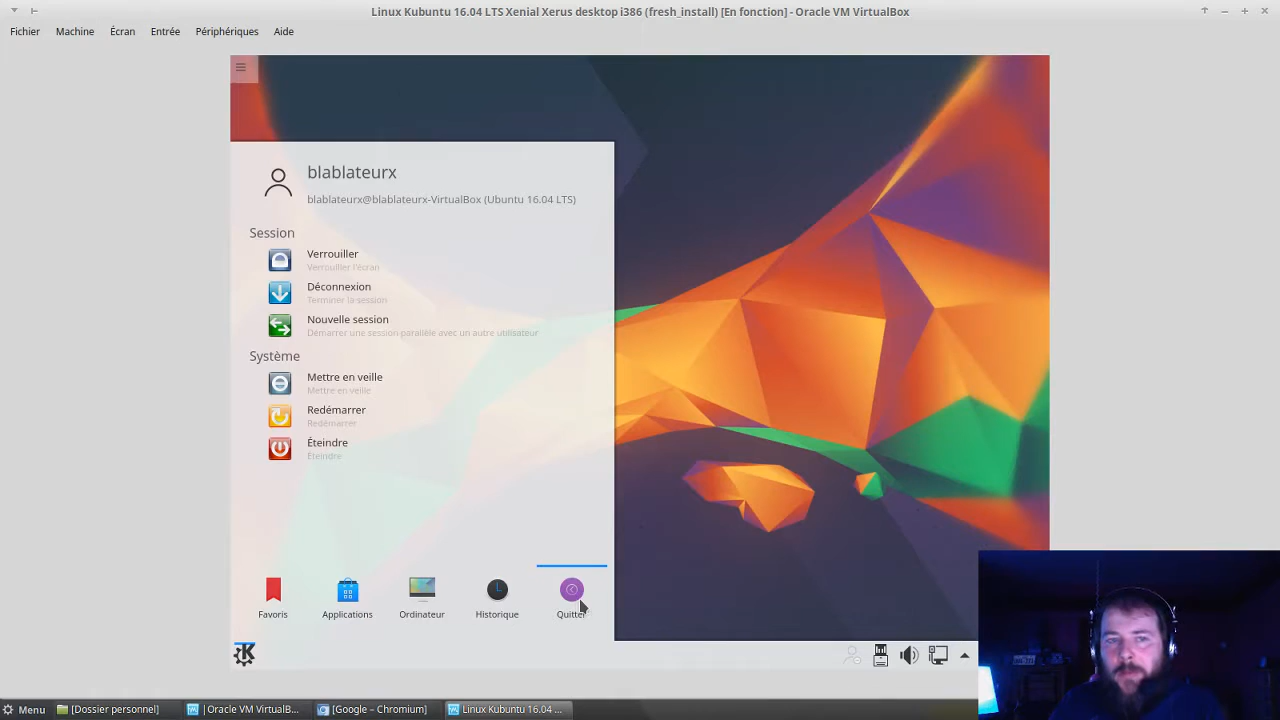 Linux Kubuntu 16.04 LTS Xenial Xerus desktop i386 (fresh_install) [En fonction] - Oracle VM VirtualBox
Fichier Machine Écran Entrée Périphériques Aide
blablateurx
blablateurx@blablateurx-VirtualBox (Ubuntu 16.04 LTS)
Session
Verrouiller
Verrouiller l'écran
Déconnexion
Terminer la session
Nouvelle session
Démarrer une session parallèle avec un autre utilisateur
Système
Mettre en veille
Mettre en veille
Redémarrer
Redémarrer
Éteindre
Éteindre
Favoris Applications Ordinateur Historique Quitter
Menu [Dossier personnel] | Oracle VM VirtualB... [Google – Chromium] Linux Kubuntu 16.04 ...